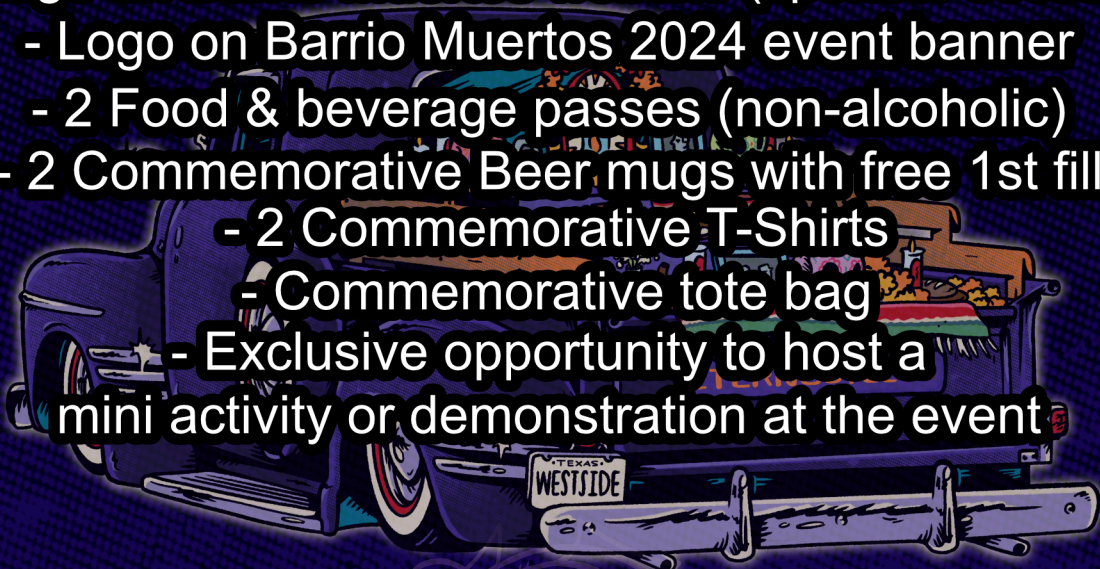 - Logo on Barrio Muertos 2024 event banner
- 2 Food & beverage passes (non-alcoholic)
- 2 Commemorative Beer mugs with free 1st fill
- 2 Commemorative T-Shirts
- Commemorative tote bag
- Exclusive opportunity to host a
mini activity or demonstration at the event
TEXAS
WESTSIDE